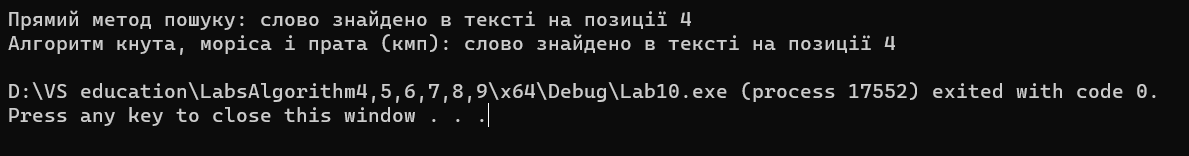 Прямий метод пошуку: слово знайдено в тексті на позиції 4
Алгоритм кнута, моріса і прата (кмп): слово знайдено в тексті на позиції 4
D:\VS education\LabsAlgorithm4,5,6,7,8,9\x64\Debug\Lab10.exe (process 17552) exited with code 0.
Press any key to close this window . . .